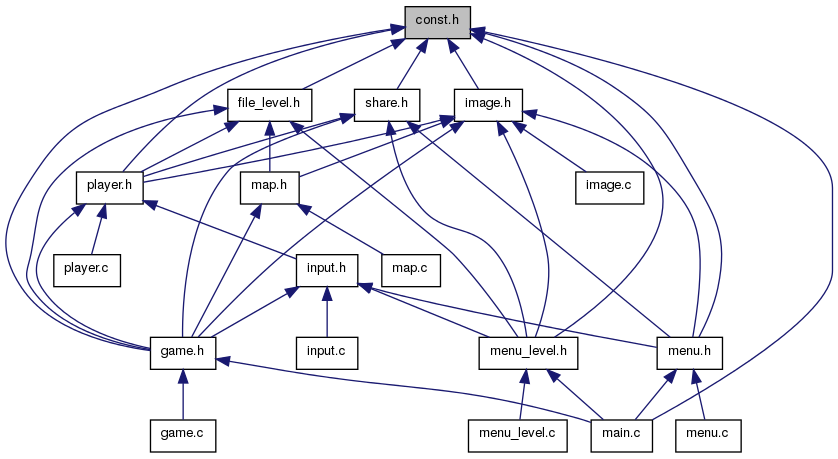 const.h
file_level.h
share.h
image.h
player.h
map.h
image.c
player.c
input.h
map.c
game.h
input.c
menu_level.h
menu.h
game.c
menu_level.c
main.c
menu.c